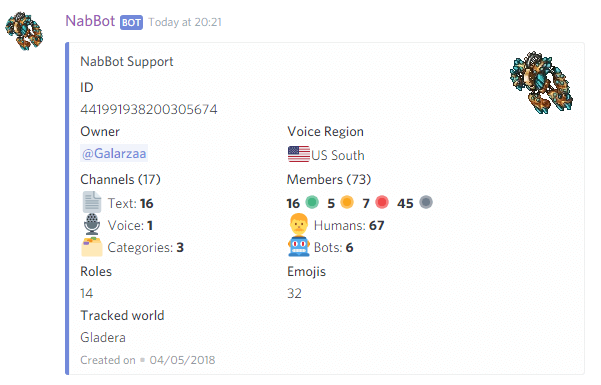 NabBot BOT Today at 20:21
NabBot Support
ID
441991938200305674
Owner Voice Region
@Galarzaa US South
Channels (17) Members (73)
Text: 16 16 5 7 45
Voice: 1 Humans: 67
Categories: 3 Bots: 6
Roles Emojis
14 32
Tracked world
Gladera
Created on • 04/05/2018